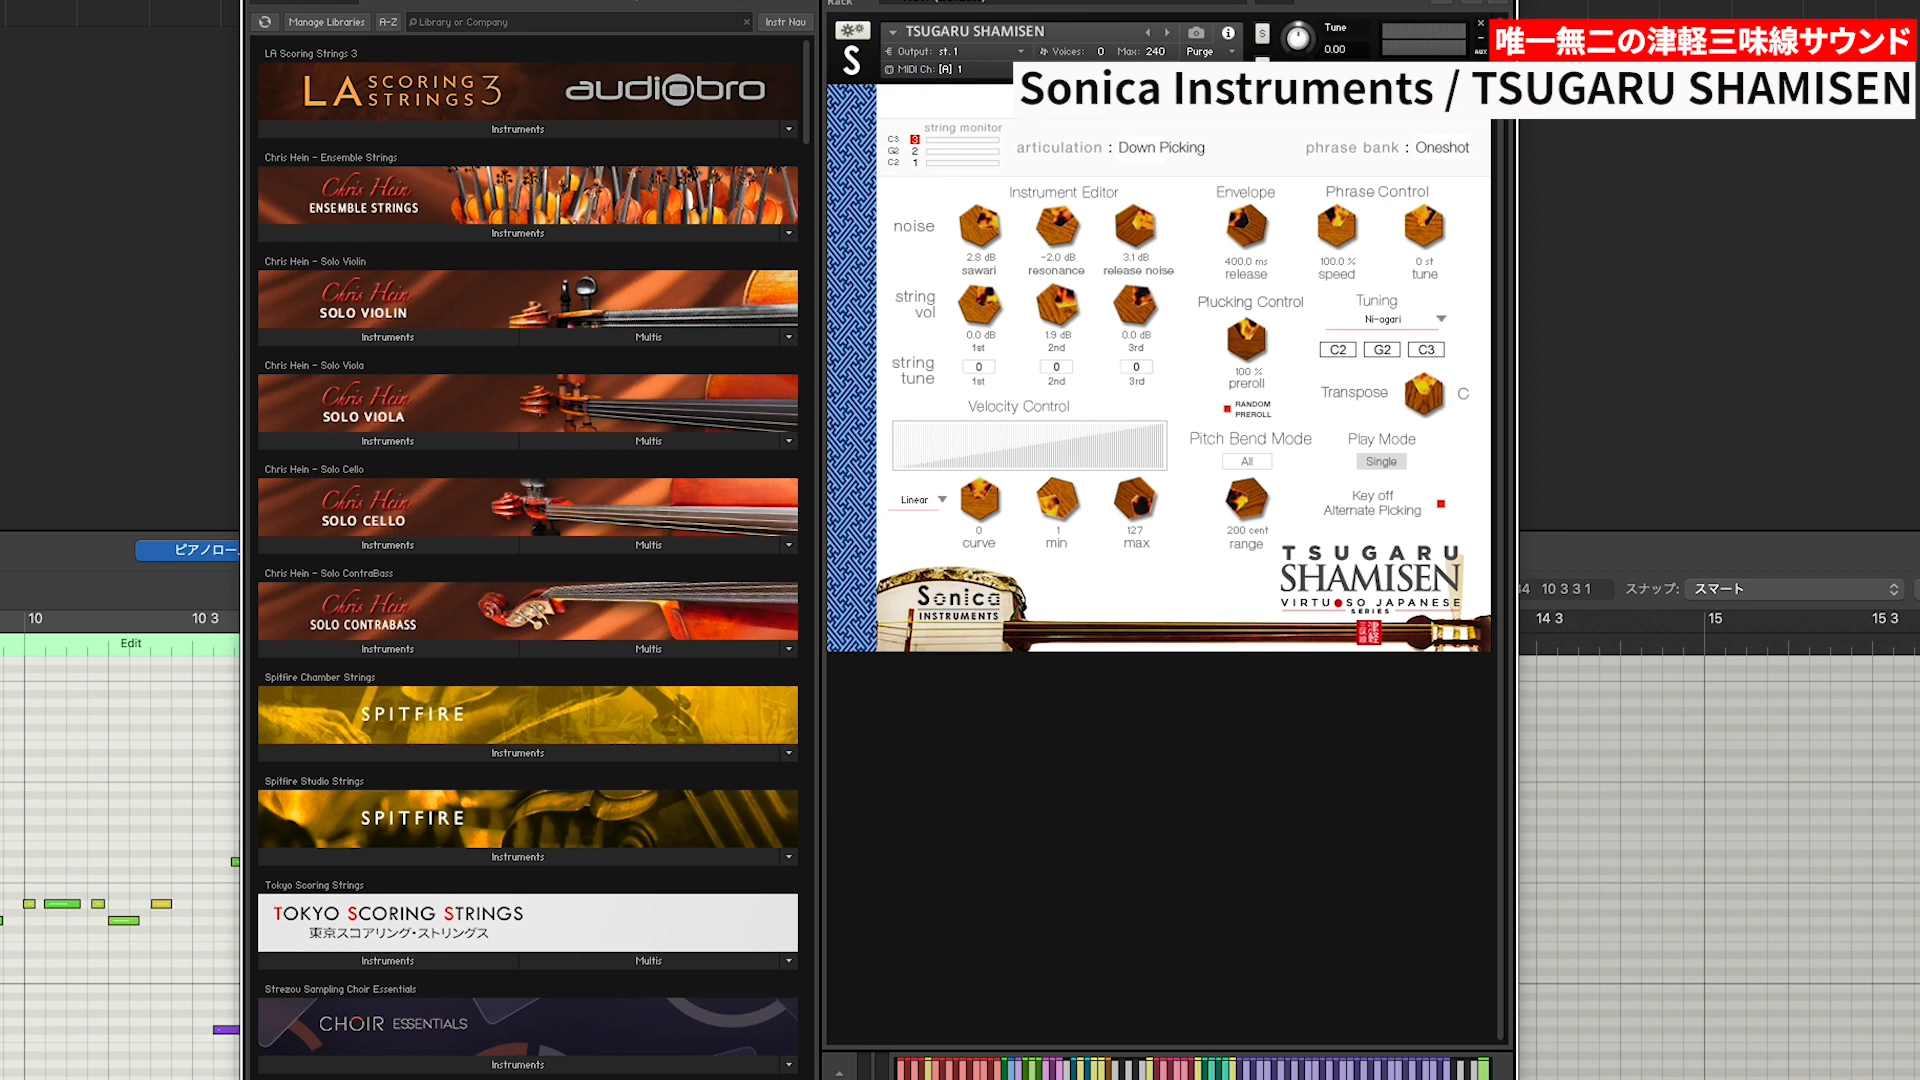 Manage Libraries
A-Z
Library or Company
Instr Nav
LA Scoring Strings 3
LA SCORING STRINGS 3
audiobro
Instruments
Chris Hein - Ensemble Strings
Chris Hein
ENSEMBLE STRINGS
Instruments
Chris Hein - Solo Violin
Chris Hein
SOLO VIOLIN
Instruments
Multis
Chris Hein - Solo Viola
Chris Hein
SOLO VIOLA
Instruments
Multis
Chris Hein - Solo Cello
Chris Hein
SOLO CELLO
Instruments
Multis
Chris Hein - Solo ContraBass
Chris Hein
SOLO CONTRABASS
Instruments
Multis
Spitfire Chamber Strings
SPITFIRE
Instruments
Spitfire Studio Strings
SPITFIRE
Instruments
Tokyo Scoring Strings
TOKYO SCORING STRINGS
東京スコアリング・ストリングス
Instruments
Multis
Strezov Sampling Choir Essentials
CHOIR ESSENTIALS
Instruments
Rack
S
TSUGARU SHAMISEN
Output: st. 1
Voices: 0
Max: 240
Purge
MIDI Ch: [A] 1
S
Tune
0.00
AUX
唯一無二の津軽三味線サウンド
Sonica Instruments / TSUGARU SHAMISEN
string monitor
C3 3
G2 2
C2 1
articulation : Down Picking
phrase bank : Oneshot
Instrument Editor
Envelope
Phrase Control
noise
2.8 dB
sawari
-2.0 dB
resonance
3.1 dB
release noise
400.0 ms
release
100.0 %
speed
0 st
tune
string vol
0.0 dB
1st
1.9 dB
2nd
0.0 dB
3rd
Plucking Control
100 %
preroll
RANDOM PREROLL
Tuning
Ni-agari
C2
G2
C3
string tune
0
1st
0
2nd
0
3rd
Transpose
C
Velocity Control
Linear
0
curve
1
min
127
max
Pitch Bend Mode
All
200 cent
range
Play Mode
Single
Key off
Alternate Picking
Sonica
INSTRUMENTS
TSUGARU
SHAMISEN
VIRTUOSO JAPANESE
SERIES
ピアノロー
10
10 3
Edit
10 3 3 1
スナップ:
スマート
14 3
15
15 3